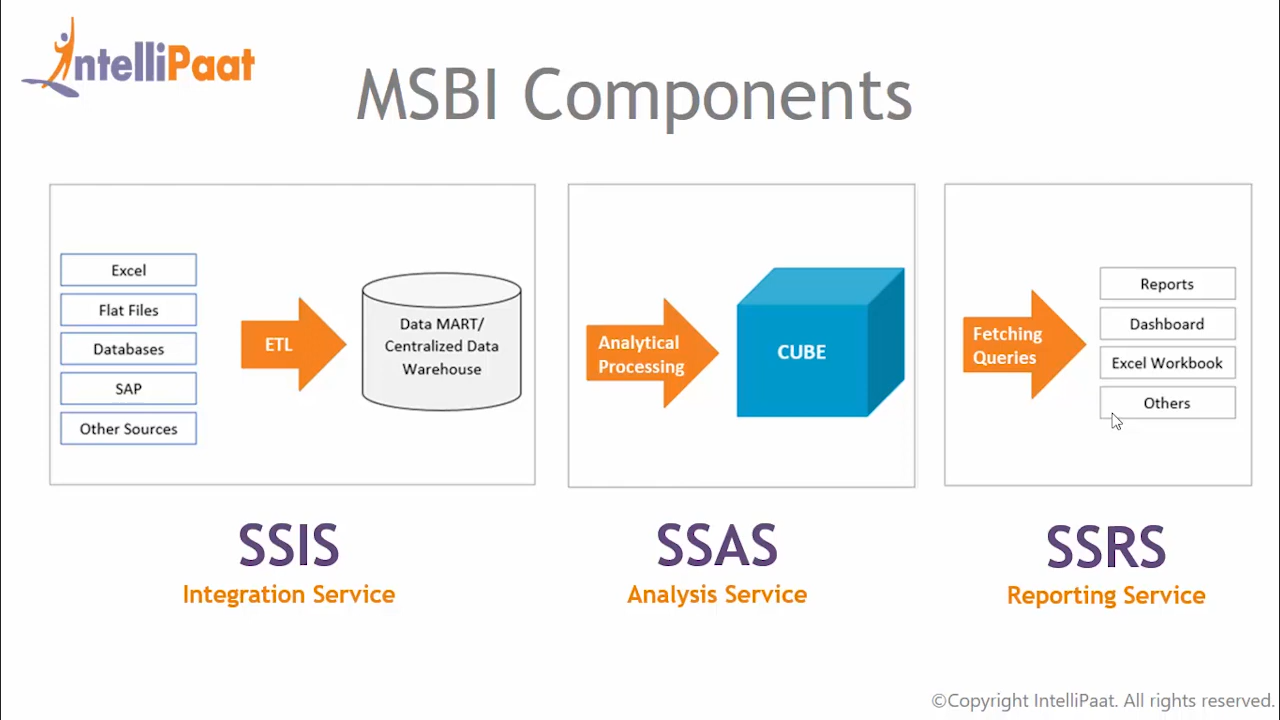 IntelliPaat
MSBI Components
Excel
Flat Files
Databases
SAP
Other Sources
ETL
Data MART/
Centralized Data
Warehouse
Analytical
Processing
CUBE
Fetching
Queries
Reports
Dashboard
Excel Workbook
Others
SSIS
Integration Service
SSAS
Analysis Service
SSRS
Reporting Service
©Copyright IntelliPaat. All rights reserved.